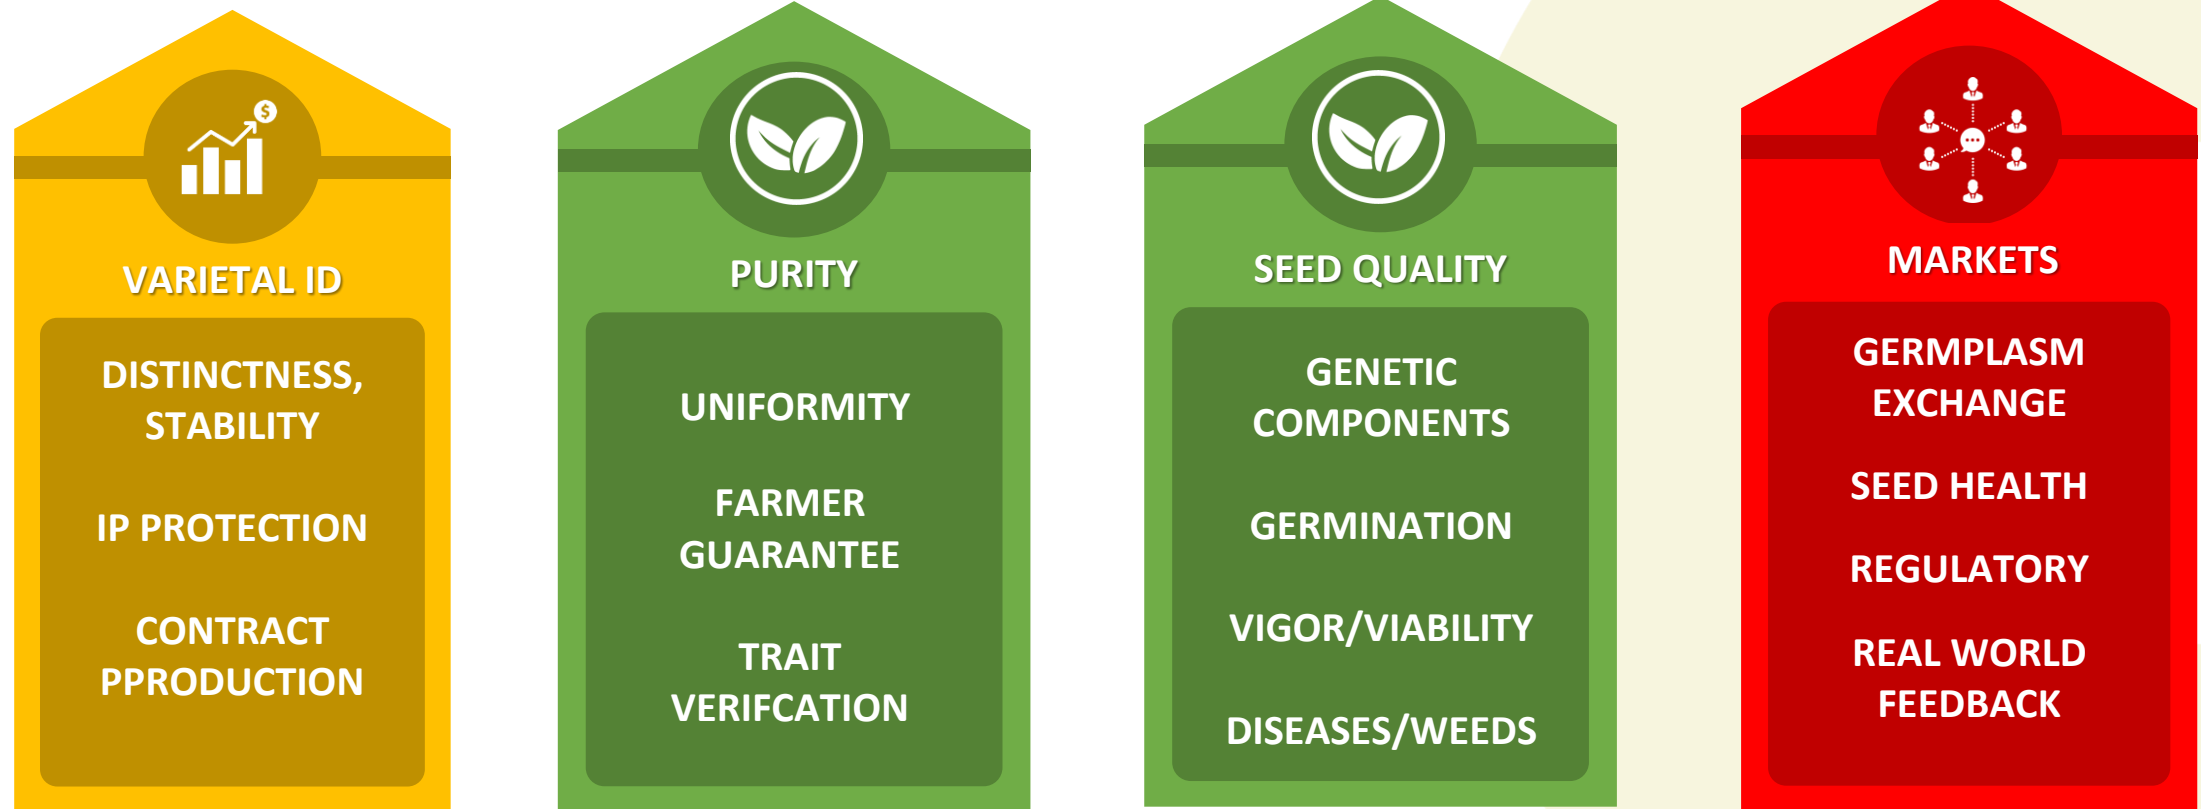 VARIETAL ID
DISTINCTNESS,
STABILITY
IP PROTECTION
CONTRACT
PPRODUCTION
PURITY
UNIFORMITY
FARMER
GUARANTEE
TRAIT
VERIFCATION
SEED QUALITY
GENETIC
COMPONENTS
GERMINATION
VIGOR/VIABILITY
DISEASES/WEEDS
MARKETS
GERMPLASM
EXCHANGE
SEED HEALTH
REGULATORY
REAL WORLD
FEEDBACK